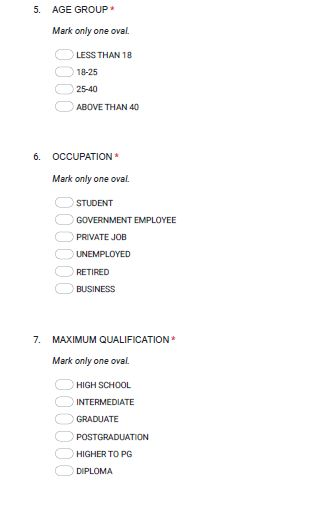 5. AGE GROUP *
Mark only one oval.
LESS THAN 18
18-25
25-40
ABOVE THAN 40
6. OCCUPATION *
Mark only one oval.
STUDENT
GOVERNMENT EMPLOYEE
PRIVATE JOB
UNEMPLOYED
RETIRED
BUSINESS
7. MAXIMUM QUALIFICATION *
Mark only one oval.
HIGH SCHOOL
INTERMEDIATE
GRADUATE
POSTGRADUATION
HIGHER TO PG
DIPLOMA